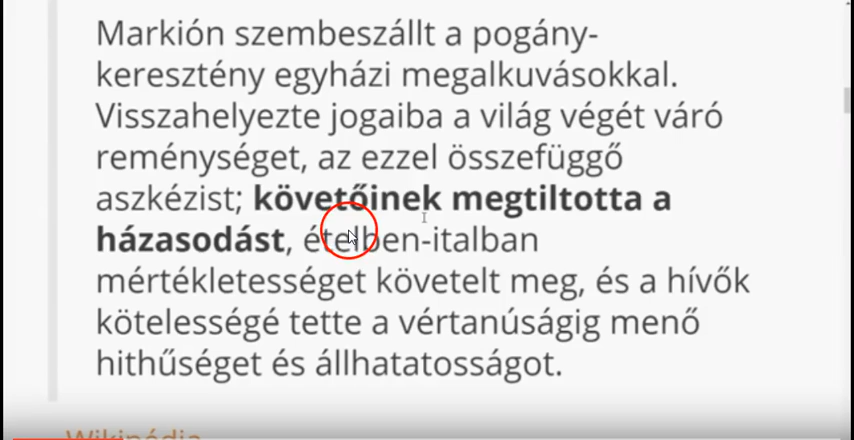 Markión szembeszállt a pogány-
keresztény egyházi megalkuvásokkal.
Visszahelyezte jogaiba a világ végét váró
reménységet, az ezzel összefüggő
aszkézist; követőinek megtiltotta a
házasodást, ételben-italban
mértékletességet követelt meg, és a hívők
kötelességé tette a vértanúságig menő
hithűséget és állhatatosságot.
Wikipédia